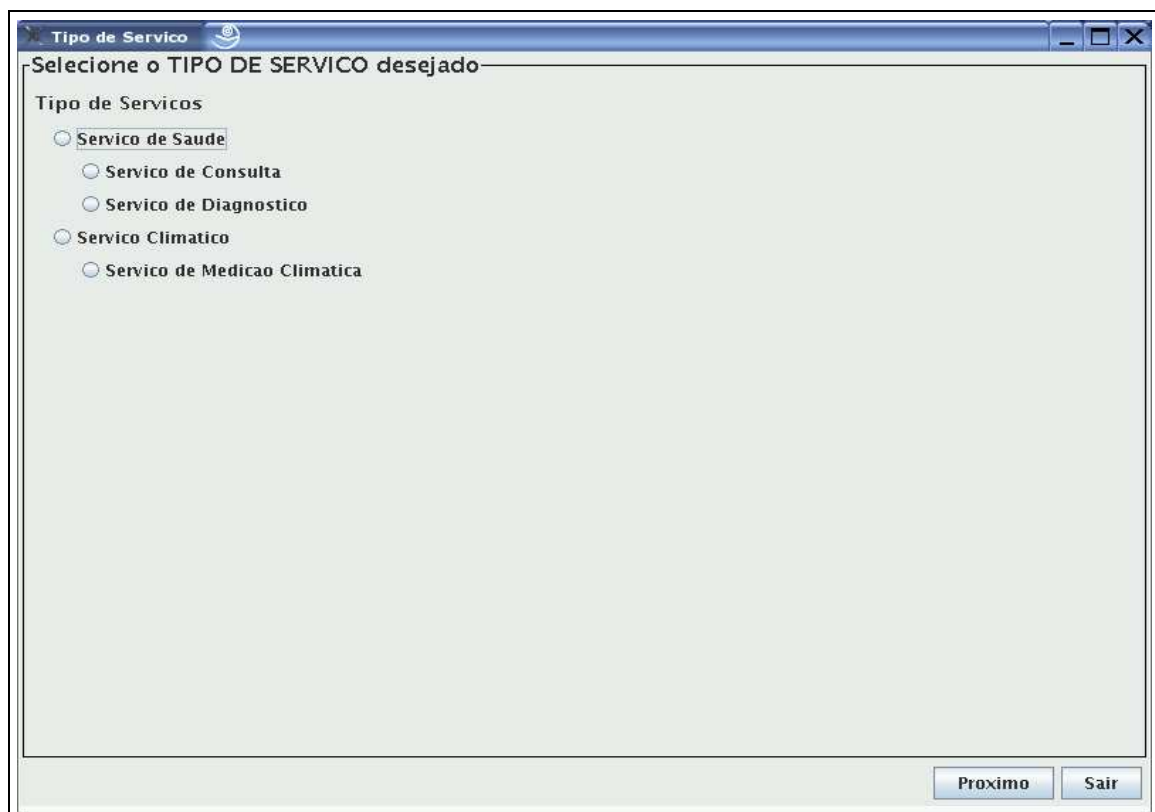 Tipo de Servico
Selecione o TIPO DE SERVICO desejado
Tipo de Servicos
Servico de Saude
Servico de Consulta
Servico de Diagnostico
Servico Climatico
Servico de Medicao Climatica
Proximo Sair